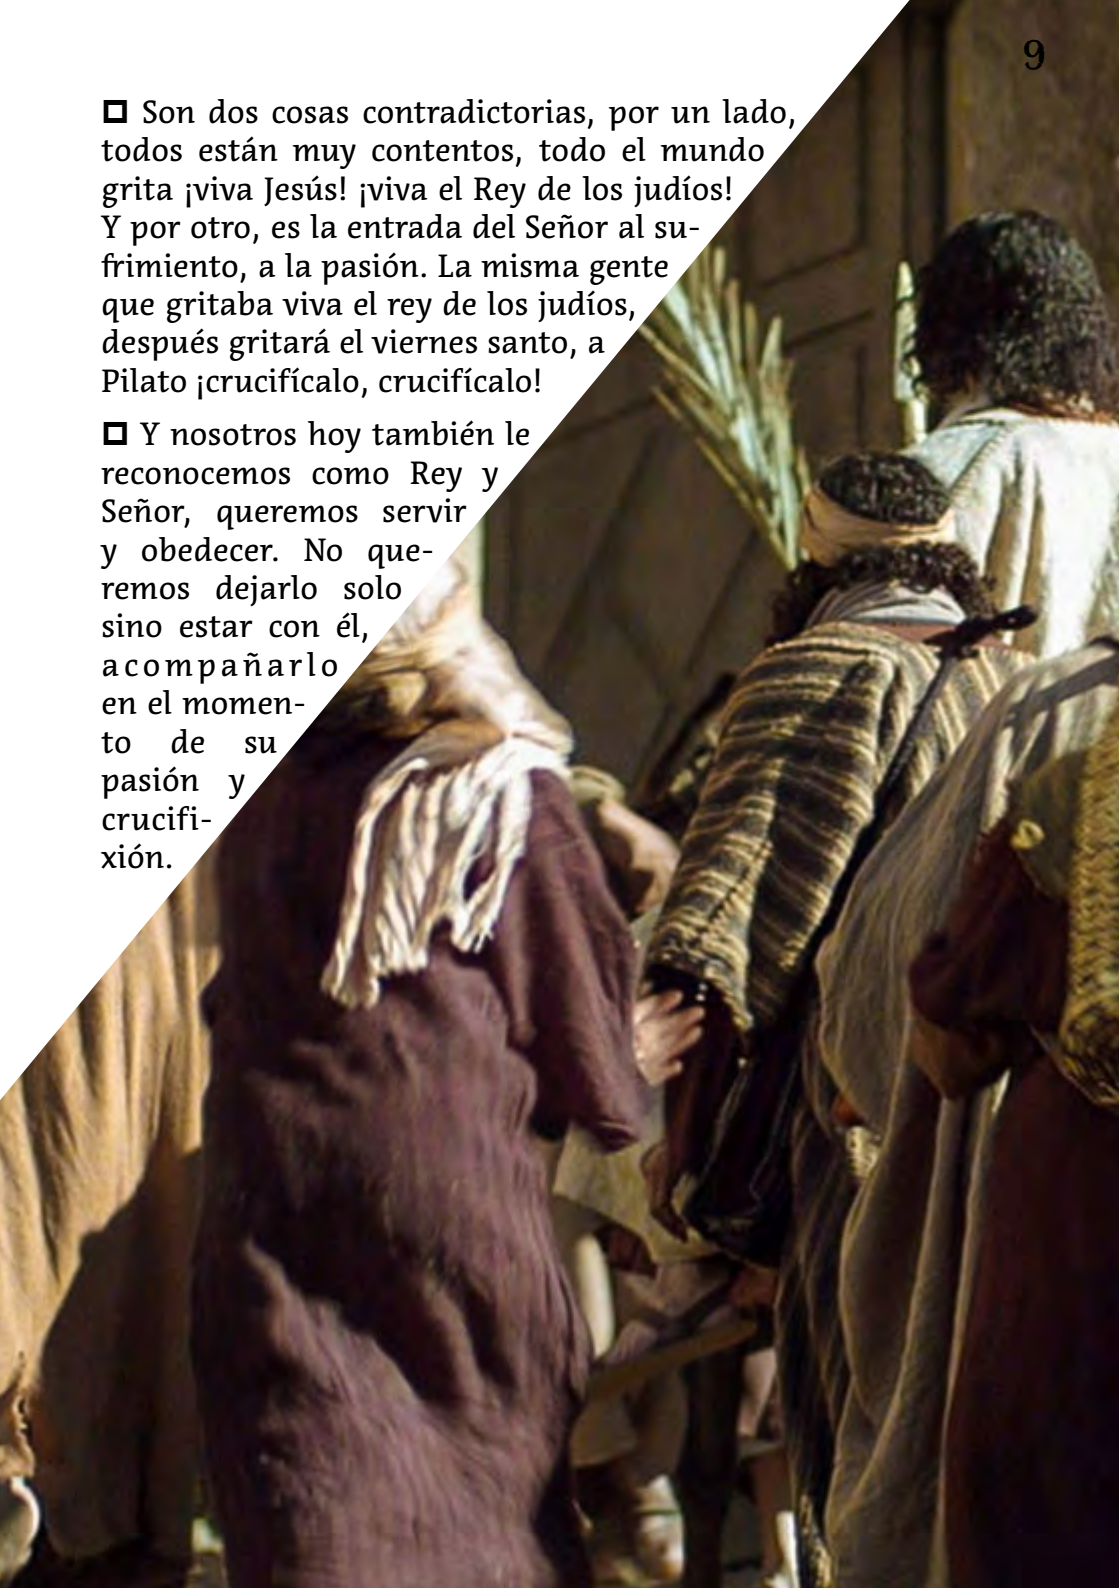 9
◻ Son dos cosas contradictorias, por un lado,
todos están muy contentos, todo el mundo
grita ¡viva Jesús! ¡viva el Rey de los judíos!
Y por otro, es la entrada del Señor al su-
frimiento, a la pasión. La misma gente
que gritaba viva el rey de los judíos,
después gritará el viernes santo, a
Pilato ¡crucifícalo, crucifícalo!
◻ Y nosotros hoy también le
reconocemos como Rey y
Señor, queremos servir
y obedecer. No que-
remos dejarlo solo
sino estar con él,
acompañarlo
en el momen-
to de su
pasión y
crucifi-
xión.